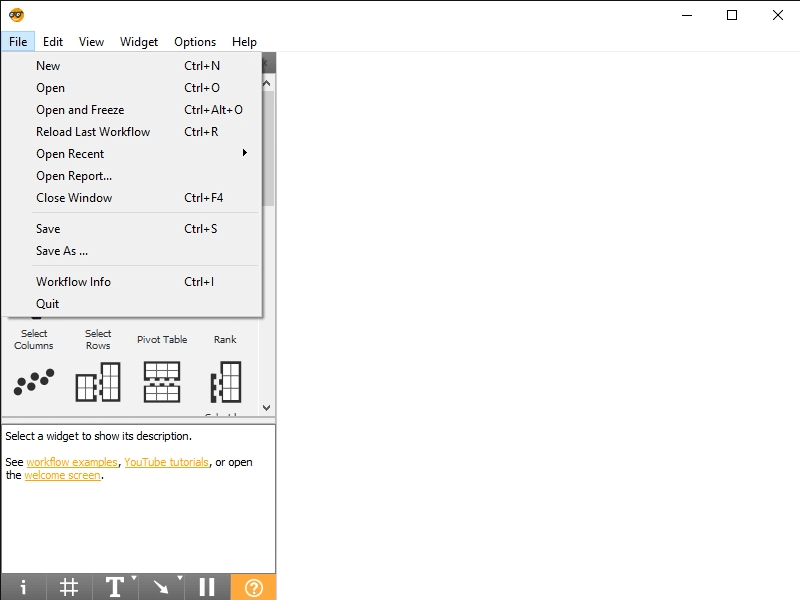 File Edit View Widget Options Help
New Ctrl+N
Open Ctrl+O
Open and Freeze Ctrl+Alt+O
Reload Last Workflow Ctrl+R
Open Recent
Open Report...
Close Window Ctrl+F4
Save Ctrl+S
Save As ...
Workflow Info Ctrl+I
Quit
Select Columns
Select Rows
Pivot Table
Rank
Select a widget to show its description.
See workflow examples, YouTube tutorials, or open
the welcome screen.